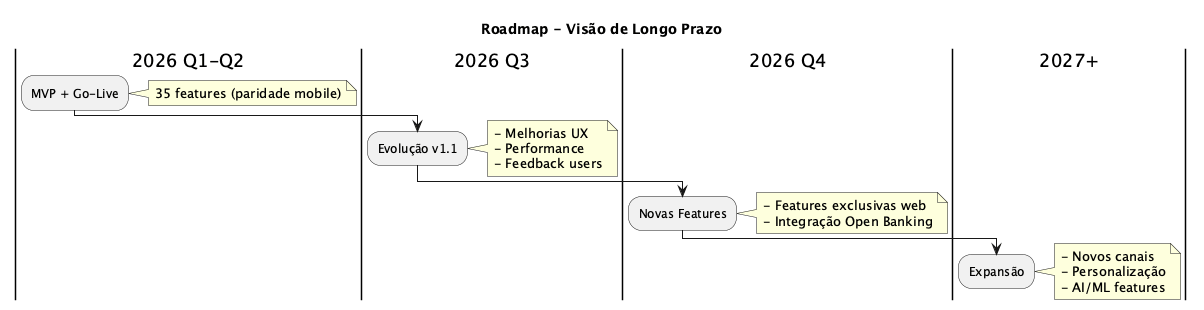 Roadmap - Visão de Longo Prazo
2026 Q1-Q2
2026 Q3
2026 Q4
2027+
MVP + Go-Live
35 features (paridade mobile)
Evolução v1.1
- Melhorias UX
- Performance
- Feedback users
Novas Features
- Features exclusivas web
- Integração Open Banking
Expansão
- Novos canais
- Personalização
- AI/ML features